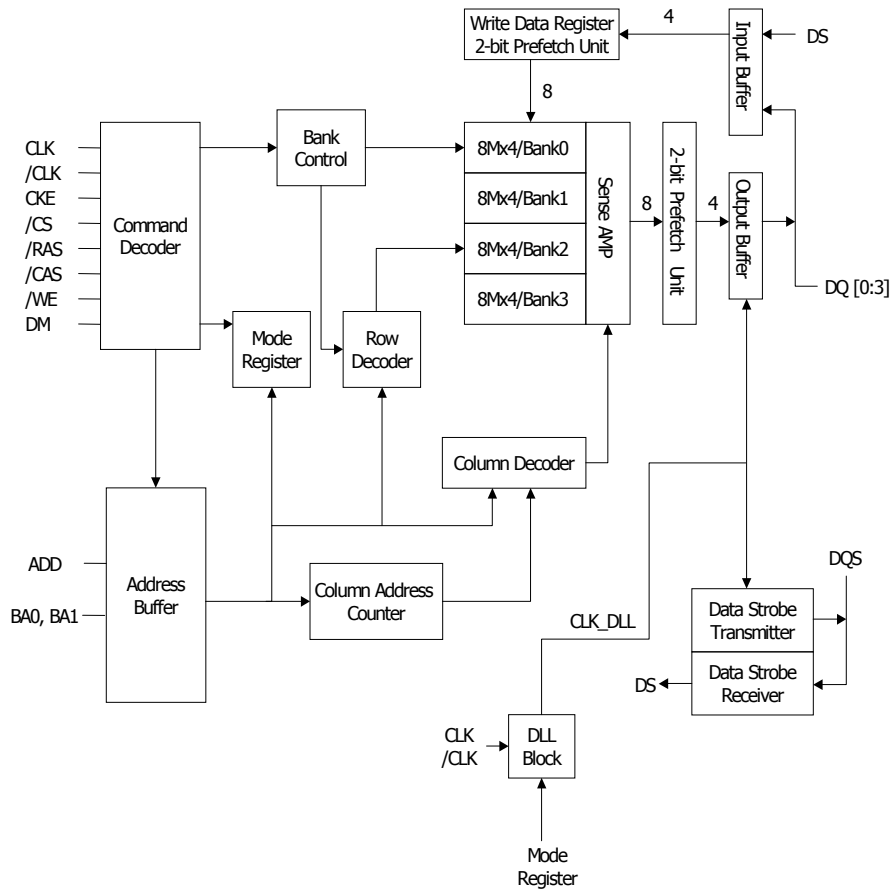 Write Data Register
2-bit Prefetch Unit
4
Input Buffer
DS
8
Bank
Control
8Mx4/Bank0
8Mx4/Bank1
8Mx4/Bank2
8Mx4/Bank3
Sense AMP
8
2-bit Prefetch Unit
4
Output Buffer
DQ [0:3]
CLK
/CLK
CKE
/CS
/RAS
/CAS
/WE
DM
Command
Decoder
Mode
Register
Row
Decoder
Column Decoder
ADD
BA0, BA1
Address
Buffer
Column Address
Counter
CLK_DLL
DQS
Data Strobe
Transmitter
Data Strobe
Receiver
DS
CLK
/CLK
DLL
Block
Mode
Register